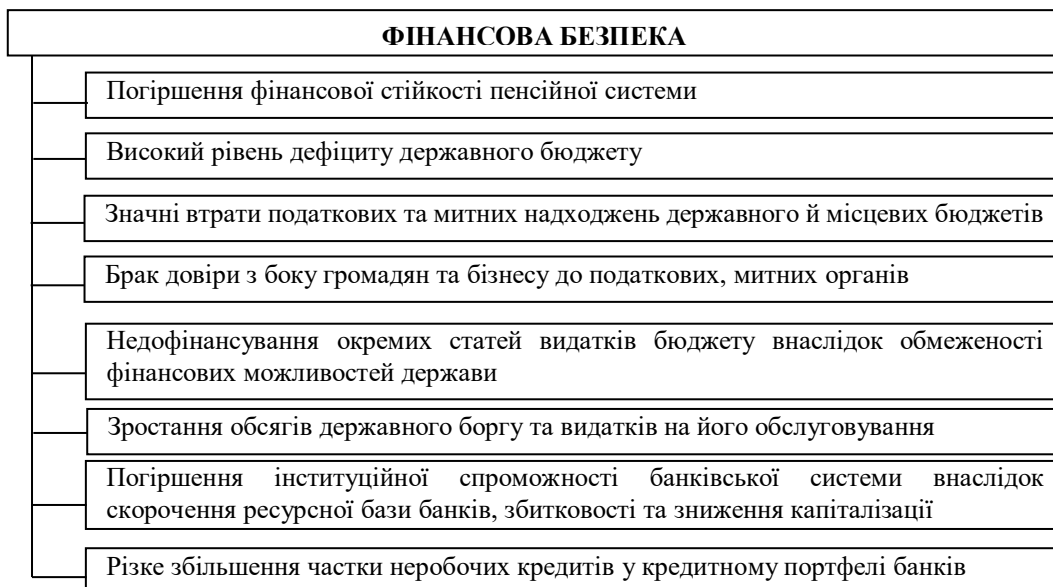 ФІНАНСОВА БЕЗПЕКА
Погіршення фінансової стійкості пенсійної системи
Високий рівень дефіциту державного бюджету
Значні втрати податкових та митних надходжень державного й місцевих бюджетів
Брак довіри з боку громадян та бізнесу до податкових, митних органів
Недофінансування окремих статей видатків бюджету внаслідок обмеженості
фінансових можливостей держави
Зростання обсягів державного боргу та видатків на його обслуговування
Погіршення інституційної спроможності банківської системи внаслідок
скорочення ресурсної бази банків, збитковості та зниження капіталізації
Різке збільшення частки неробочих кредитів у кредитному портфелі банків